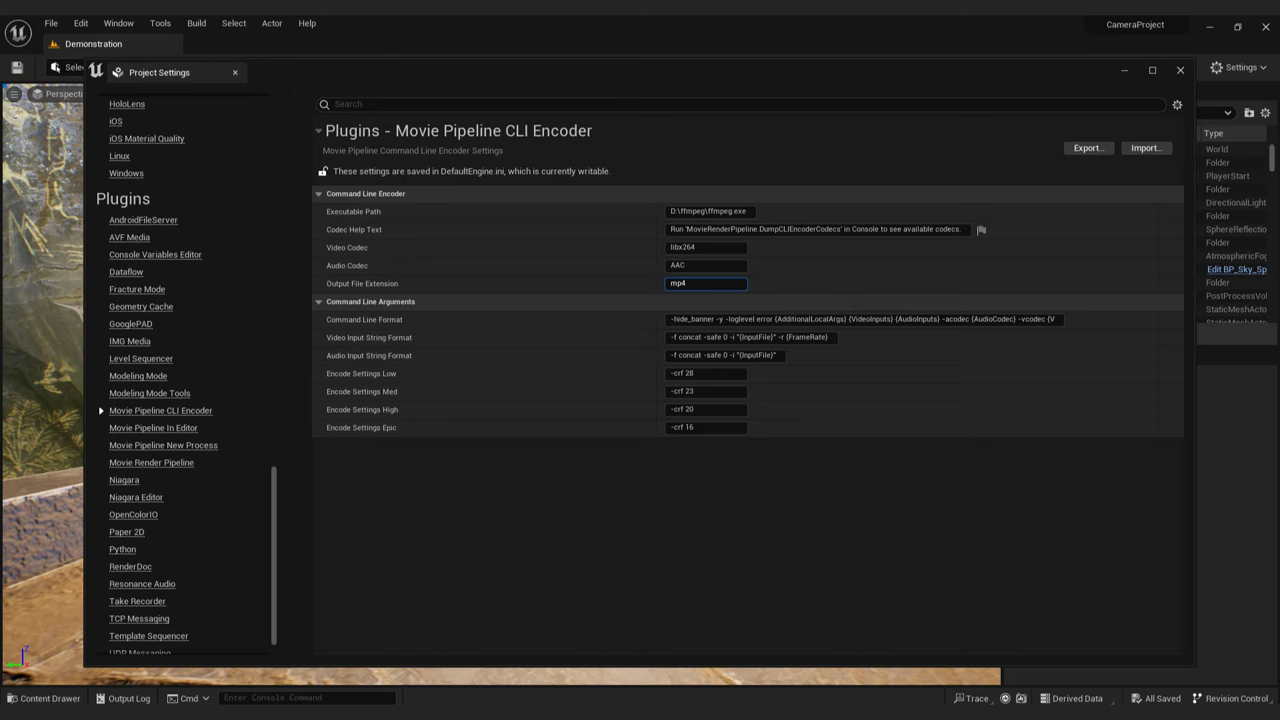 File Edit Window Tools Build Select Actor Help
CameraProject
Demonstration
Project Settings
Settings
Perspecti
Search
HoloLens
iOS
iOS Material Quality
Linux
Windows
Plugins
AndroidFileServer
AVF Media
Console Variables Editor
Dataflow
Fracture Mode
Geometry Cache
GooglePAD
IMG Media
Level Sequencer
Modeling Mode
Modeling Mode Tools
Movie Pipeline CLI Encoder
Movie Pipeline In Editor
Movie Pipeline New Process
Movie Render Pipeline
Niagara
Niagara Editor
OpenColorIO
Paper 2D
Python
RenderDoc
Resonance Audio
Take Recorder
TCP Messaging
Template Sequencer
UDP Messaging
Plugins - Movie Pipeline CLI Encoder
Movie Pipeline Command Line Encoder Settings
Export... Import...
These settings are saved in DefaultEngine.ini, which is currently writable.
Command Line Encoder
Executable Path D:\ffmpeg\ffmpeg.exe
Codec Help Text Run 'MovieRenderPipeline.DumpCLIEncoderCodecs' in Console to see available codecs.
Video Codec libx264
Audio Codec AAC
Output File Extension mp4
Command Line Arguments
Command Line Format -hide_banner -y -loglevel error {AdditionalLocalArgs} {VideoInputs} {AudioInputs} -acodec {AudioCodec} -vcodec {V
Video Input String Format -f concat -safe 0 -i "{InputFile}" -r {FrameRate}
Audio Input String Format -f concat -safe 0 -i "{InputFile}"
Encode Settings Low -crf 28
Encode Settings Med -crf 23
Encode Settings High -crf 20
Encode Settings Epic -crf 16
Type
World
Folder
PlayerStart
Folder
DirectionalLight
Folder
SphereReflectio
Folder
AtmosphericFog
Edit BP_Sky_Sp
Folder
PostProcessVol
StaticMeshActo
Content Drawer Output Log Cmd Enter Console Command Trace Derived Data All Saved Revision Control